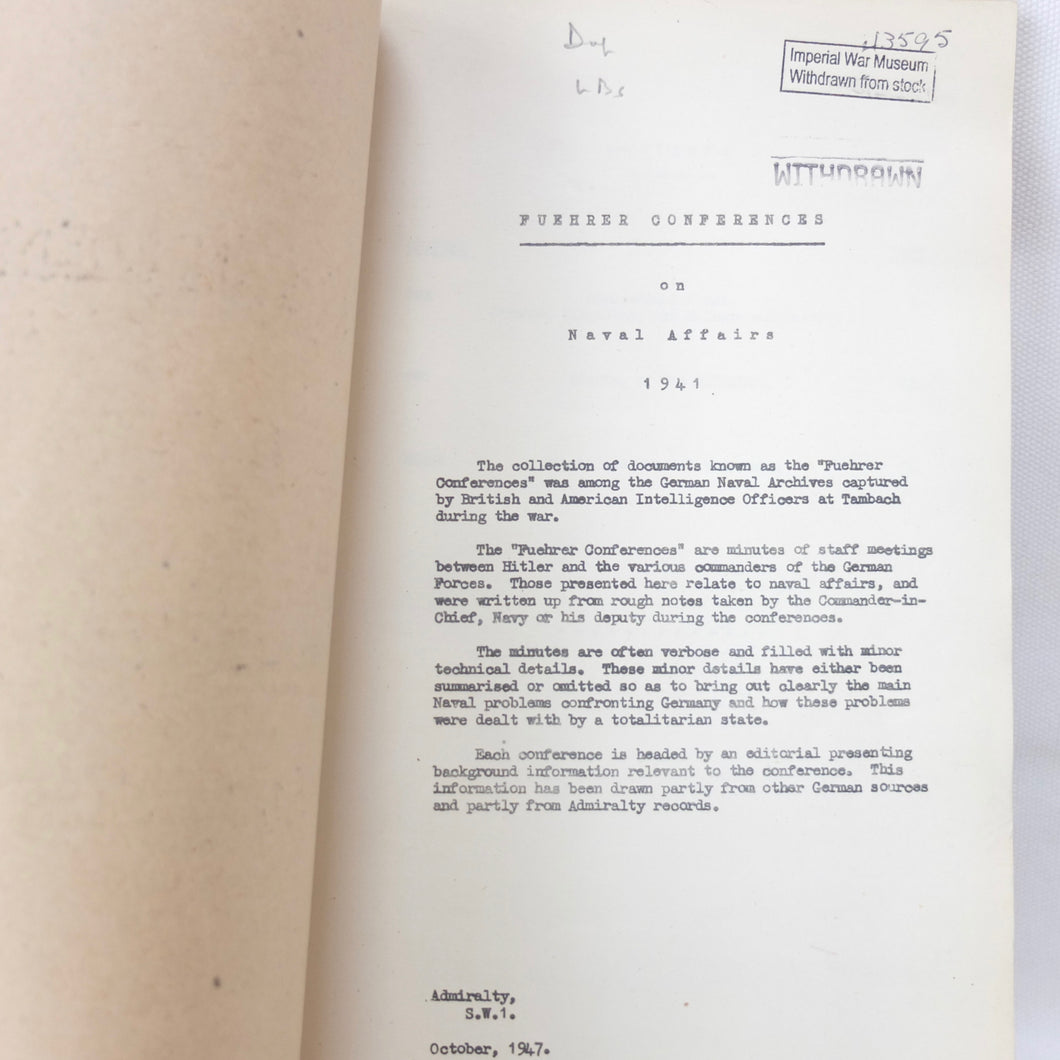 13595
Imperial War Museum
Withdrawn from stock
WITHDRAWN
FUEHRER CONFERENCES
on
Naval Affairs
1941
The collection of documents known as the "Fuehrer
Conferences" was among the German Naval Archives captured
by British and American Intelligence Officers at Tambach
during the war.
The "Fuehrer Conferences" are minutes of staff meetings
between Hitler and the various commanders of the German
Forces. Those presented here relate to naval affairs, and
were written up from rough notes taken by the Commander-in-
Chief, Navy or his deputy during the conferences.
The minutes are often verbose and filled with minor
technical details. These minor details have either been
summarised or omitted so as to bring out clearly the main
Naval problems confronting Germany and how these problems
were dealt with by a totalitarian state.
Each conference is headed by an editorial presenting
background information relevant to the conference. This
information has been drawn partly from other German sources
and partly from Admiralty records.
Admiralty,
S.W.1.
October, 1947.